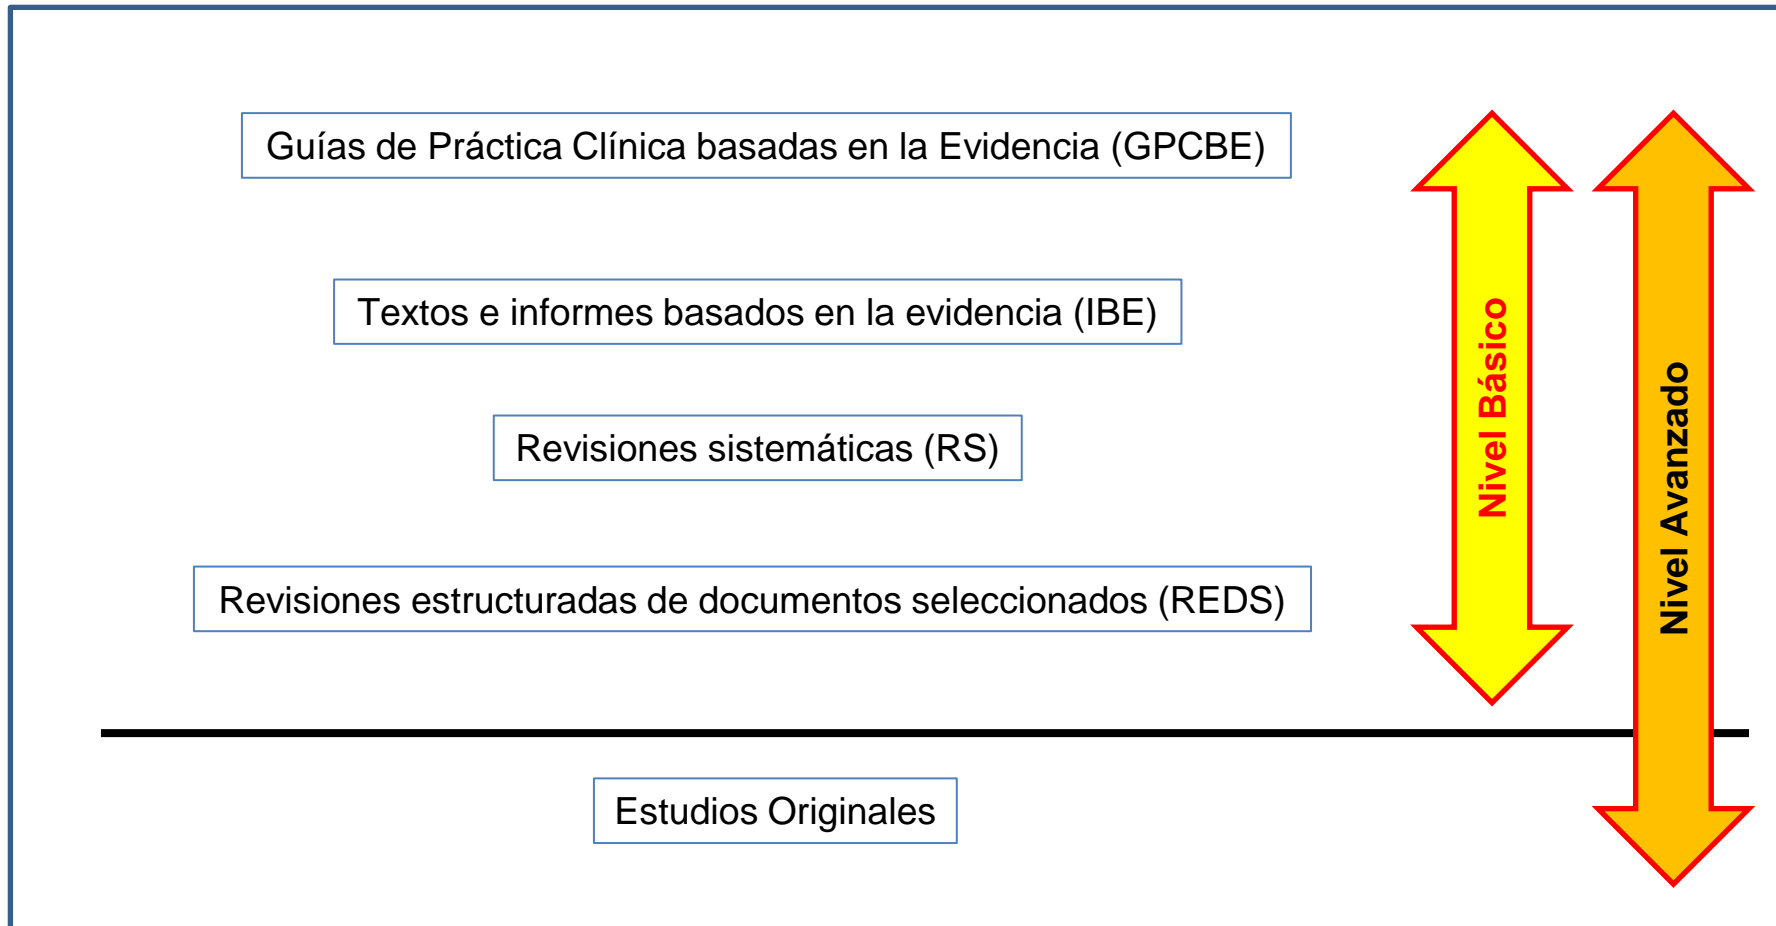 Guías de Práctica Clínica basadas en la Evidencia (GPCBE)
Textos e informes basados en la evidencia (IBE)
Revisiones sistemáticas (RS)
Revisiones estructuradas de documentos seleccionados (REDS)
Estudios Originales
Nivel Básico
Nivel Avanzado